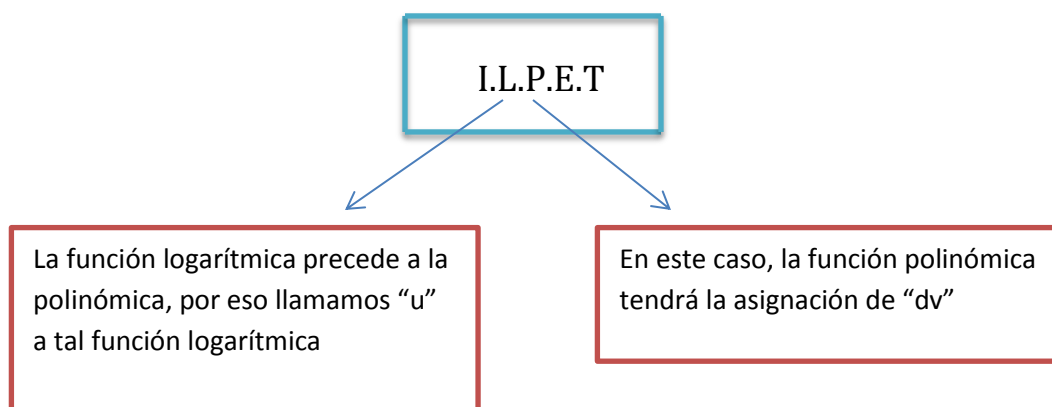 I.L.P.E.T
La función logarítmica precede a la
polinómica, por eso llamamos “u”
a tal función logarítmica
En este caso, la función polinómica
tendrá la asignación de “dv”